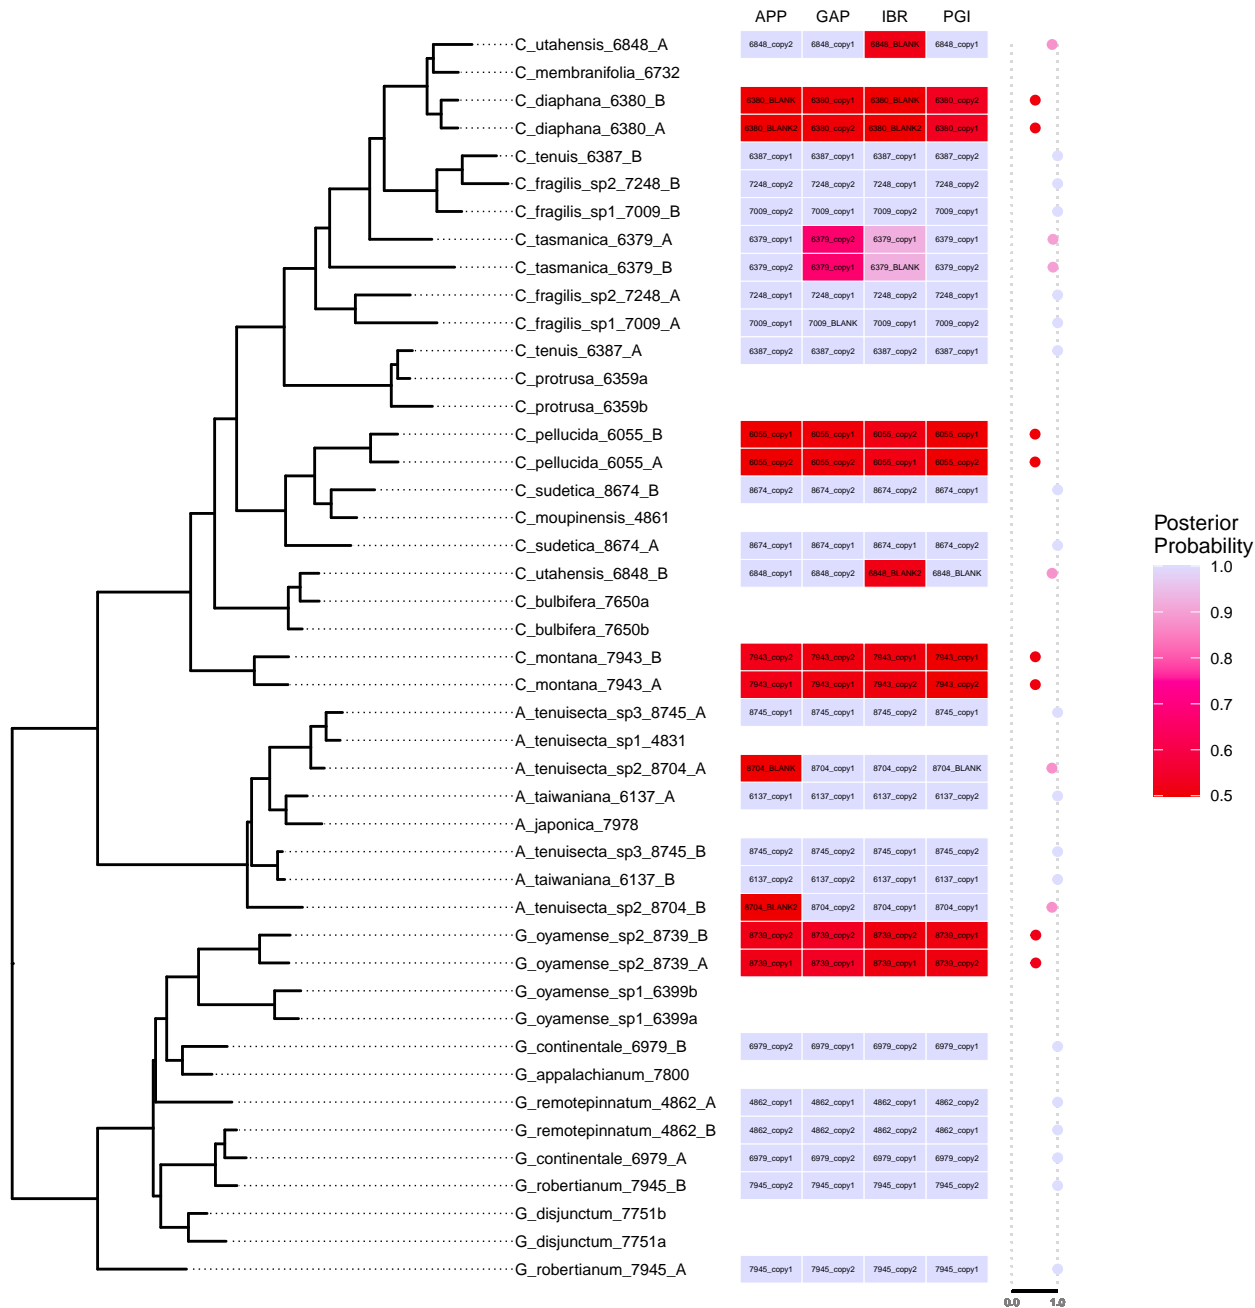 APP GAP IBR PGI
C_utahensis_6848_A 6848_copy2 6848_copy1 6848_BLANK 6848_copy1
C_membranifolia_6732
C_diaphana_6380_B 6380_BLANK 6380_copy1 6380_BLANK 6380_copy2
C_diaphana_6380_A 6380_BLANK2 6380_copy2 6380_BLANK2 6380_copy1
C_tenuis_6387_B 6387_copy1 6387_copy1 6387_copy1 6387_copy2
C_fragilis_sp2_7248_B 7248_copy2 7248_copy2 7248_copy1 7248_copy2
C_fragilis_sp1_7009_B 7009_copy2 7009_copy1 7009_copy2 7009_copy1
C_tasmanica_6379_A 6379_copy1 6379_copy2 6379_copy1 6379_copy1
C_tasmanica_6379_B 6379_copy2 6379_copy1 6379_BLANK 6379_copy2
C_fragilis_sp2_7248_A 7248_copy1 7248_copy1 7248_copy2 7248_copy1
C_fragilis_sp1_7009_A 7009_copy1 7009_BLANK 7009_copy1 7009_copy2
C_tenuis_6387_A 6387_copy2 6387_copy2 6387_copy2 6387_copy1
C_protrusa_6359a
C_protrusa_6359b
C_pellucida_6055_B 6055_copy1 6055_copy1 6055_copy2 6055_copy1
C_pellucida_6055_A 6055_copy2 6055_copy2 6055_copy1 6055_copy2
C_sudetica_8674_B 8674_copy2 8674_copy2 8674_copy2 8674_copy1
C_moupinensis_4861
C_sudetica_8674_A 8674_copy1 8674_copy1 8674_copy1 8674_copy2
C_utahensis_6848_B 6848_copy1 6848_copy2 6848_BLANK2 6848_BLANK
C_bulbifera_7650a
C_bulbifera_7650b
C_montana_7943_B 7943_copy2 7943_copy2 7943_copy1 7943_copy1
C_montana_7943_A 7943_copy1 7943_copy1 7943_copy2 7943_copy2
A_tenuisecta_sp3_8745_A 8745_copy1 8745_copy1 8745_copy2 8745_copy1
A_tenuisecta_sp1_4831
A_tenuisecta_sp2_8704_A 8704_BLANK 8704_copy1 8704_copy2 8704_BLANK
A_taiwaniana_6137_A 6137_copy1 6137_copy1 6137_copy2 6137_copy2
A_japonica_7978
A_tenuisecta_sp3_8745_B 8745_copy2 8745_copy2 8745_copy1 8745_copy2
A_taiwaniana_6137_B 6137_copy2 6137_copy2 6137_copy1 6137_copy1
A_tenuisecta_sp2_8704_B 8704_BLANK2 8704_copy2 8704_copy1 8704_copy1
G_oyamense_sp2_8739_B 8739_copy2 8739_copy2 8739_copy2 8739_copy1
G_oyamense_sp2_8739_A 8739_copy1 8739_copy1 8739_copy1 8739_copy2
G_oyamense_sp1_6399b
G_oyamense_sp1_6399a
G_continentale_6979_B 6979_copy2 6979_copy1 6979_copy2 6979_copy1
G_appalachianum_7800
G_remotepinnatum_4862_A 4862_copy1 4862_copy1 4862_copy1 4862_copy2
G_remotepinnatum_4862_B 4862_copy2 4862_copy2 4862_copy2 4862_copy1
G_continentale_6979_A 6979_copy1 6979_copy2 6979_copy1 6979_copy2
G_robertianum_7945_B 7945_copy2 7945_copy1 7945_copy1 7945_copy2
G_disjunctum_7751b
G_disjunctum_7751a
G_robertianum_7945_A 7945_copy1 7945_copy2 7945_copy2 7945_copy1
0.0 1.0
Posterior
Probability
1.0
0.9
0.8
0.7
0.6
0.5